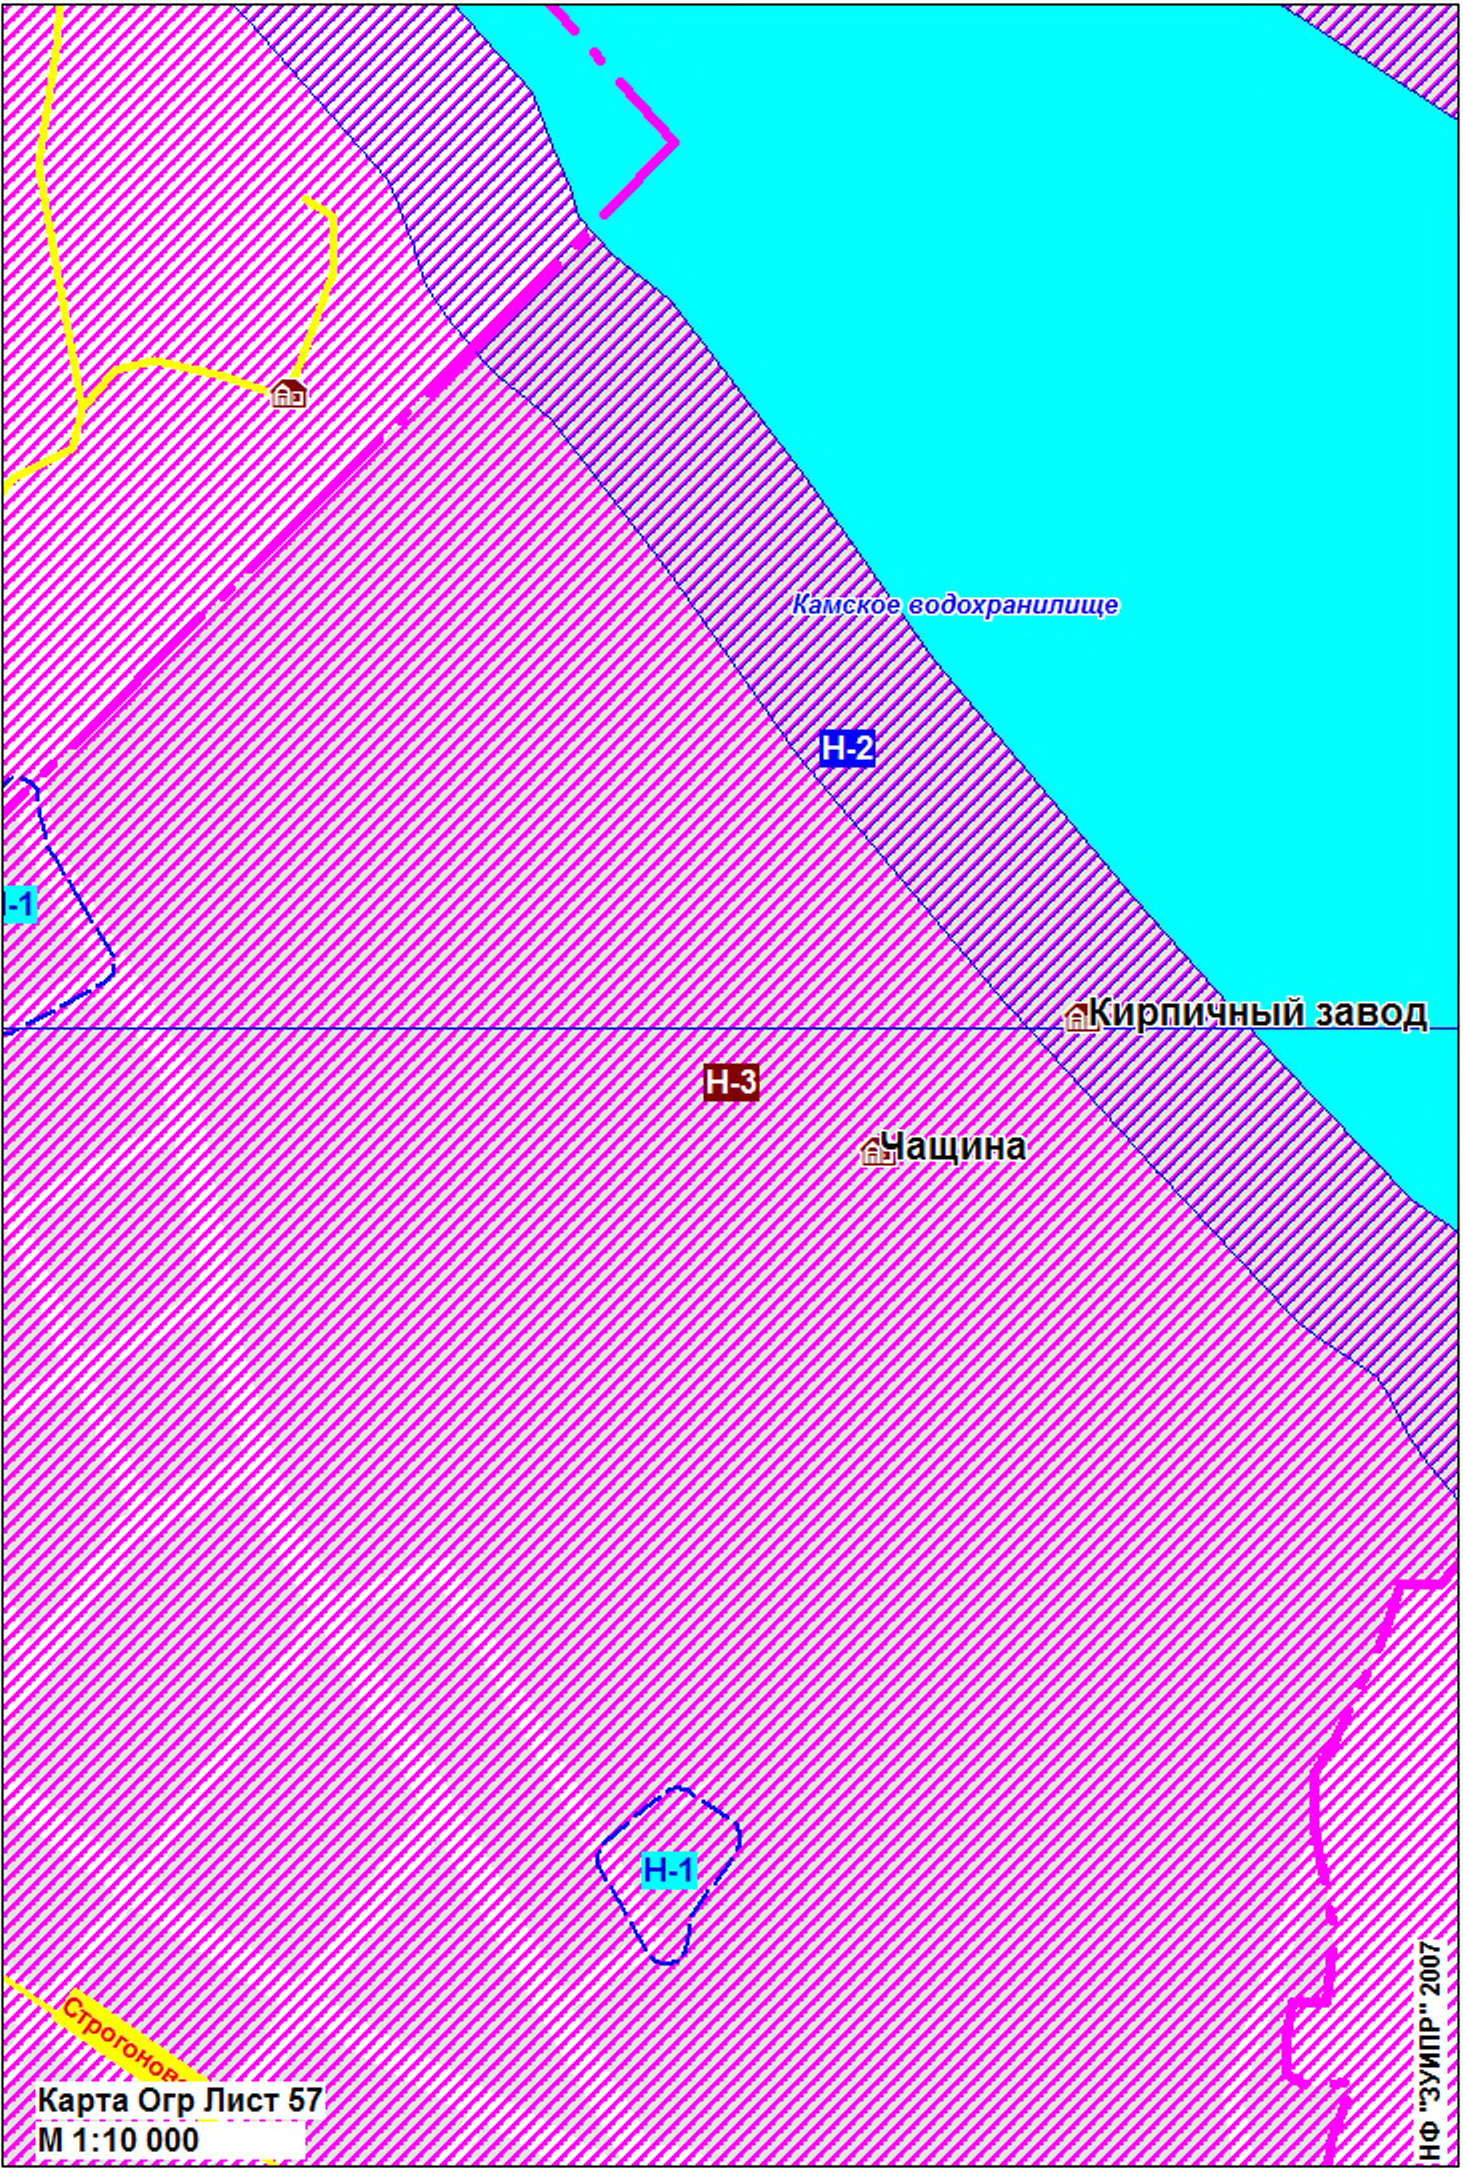 Камское водохранилище
Н-2
-1
Кирпичный завод
Н-3
Чащина
Н-1
Строгонов
Карта Огр Лист 57
М 1:10 000
НФ "ЗУИПР" 2007